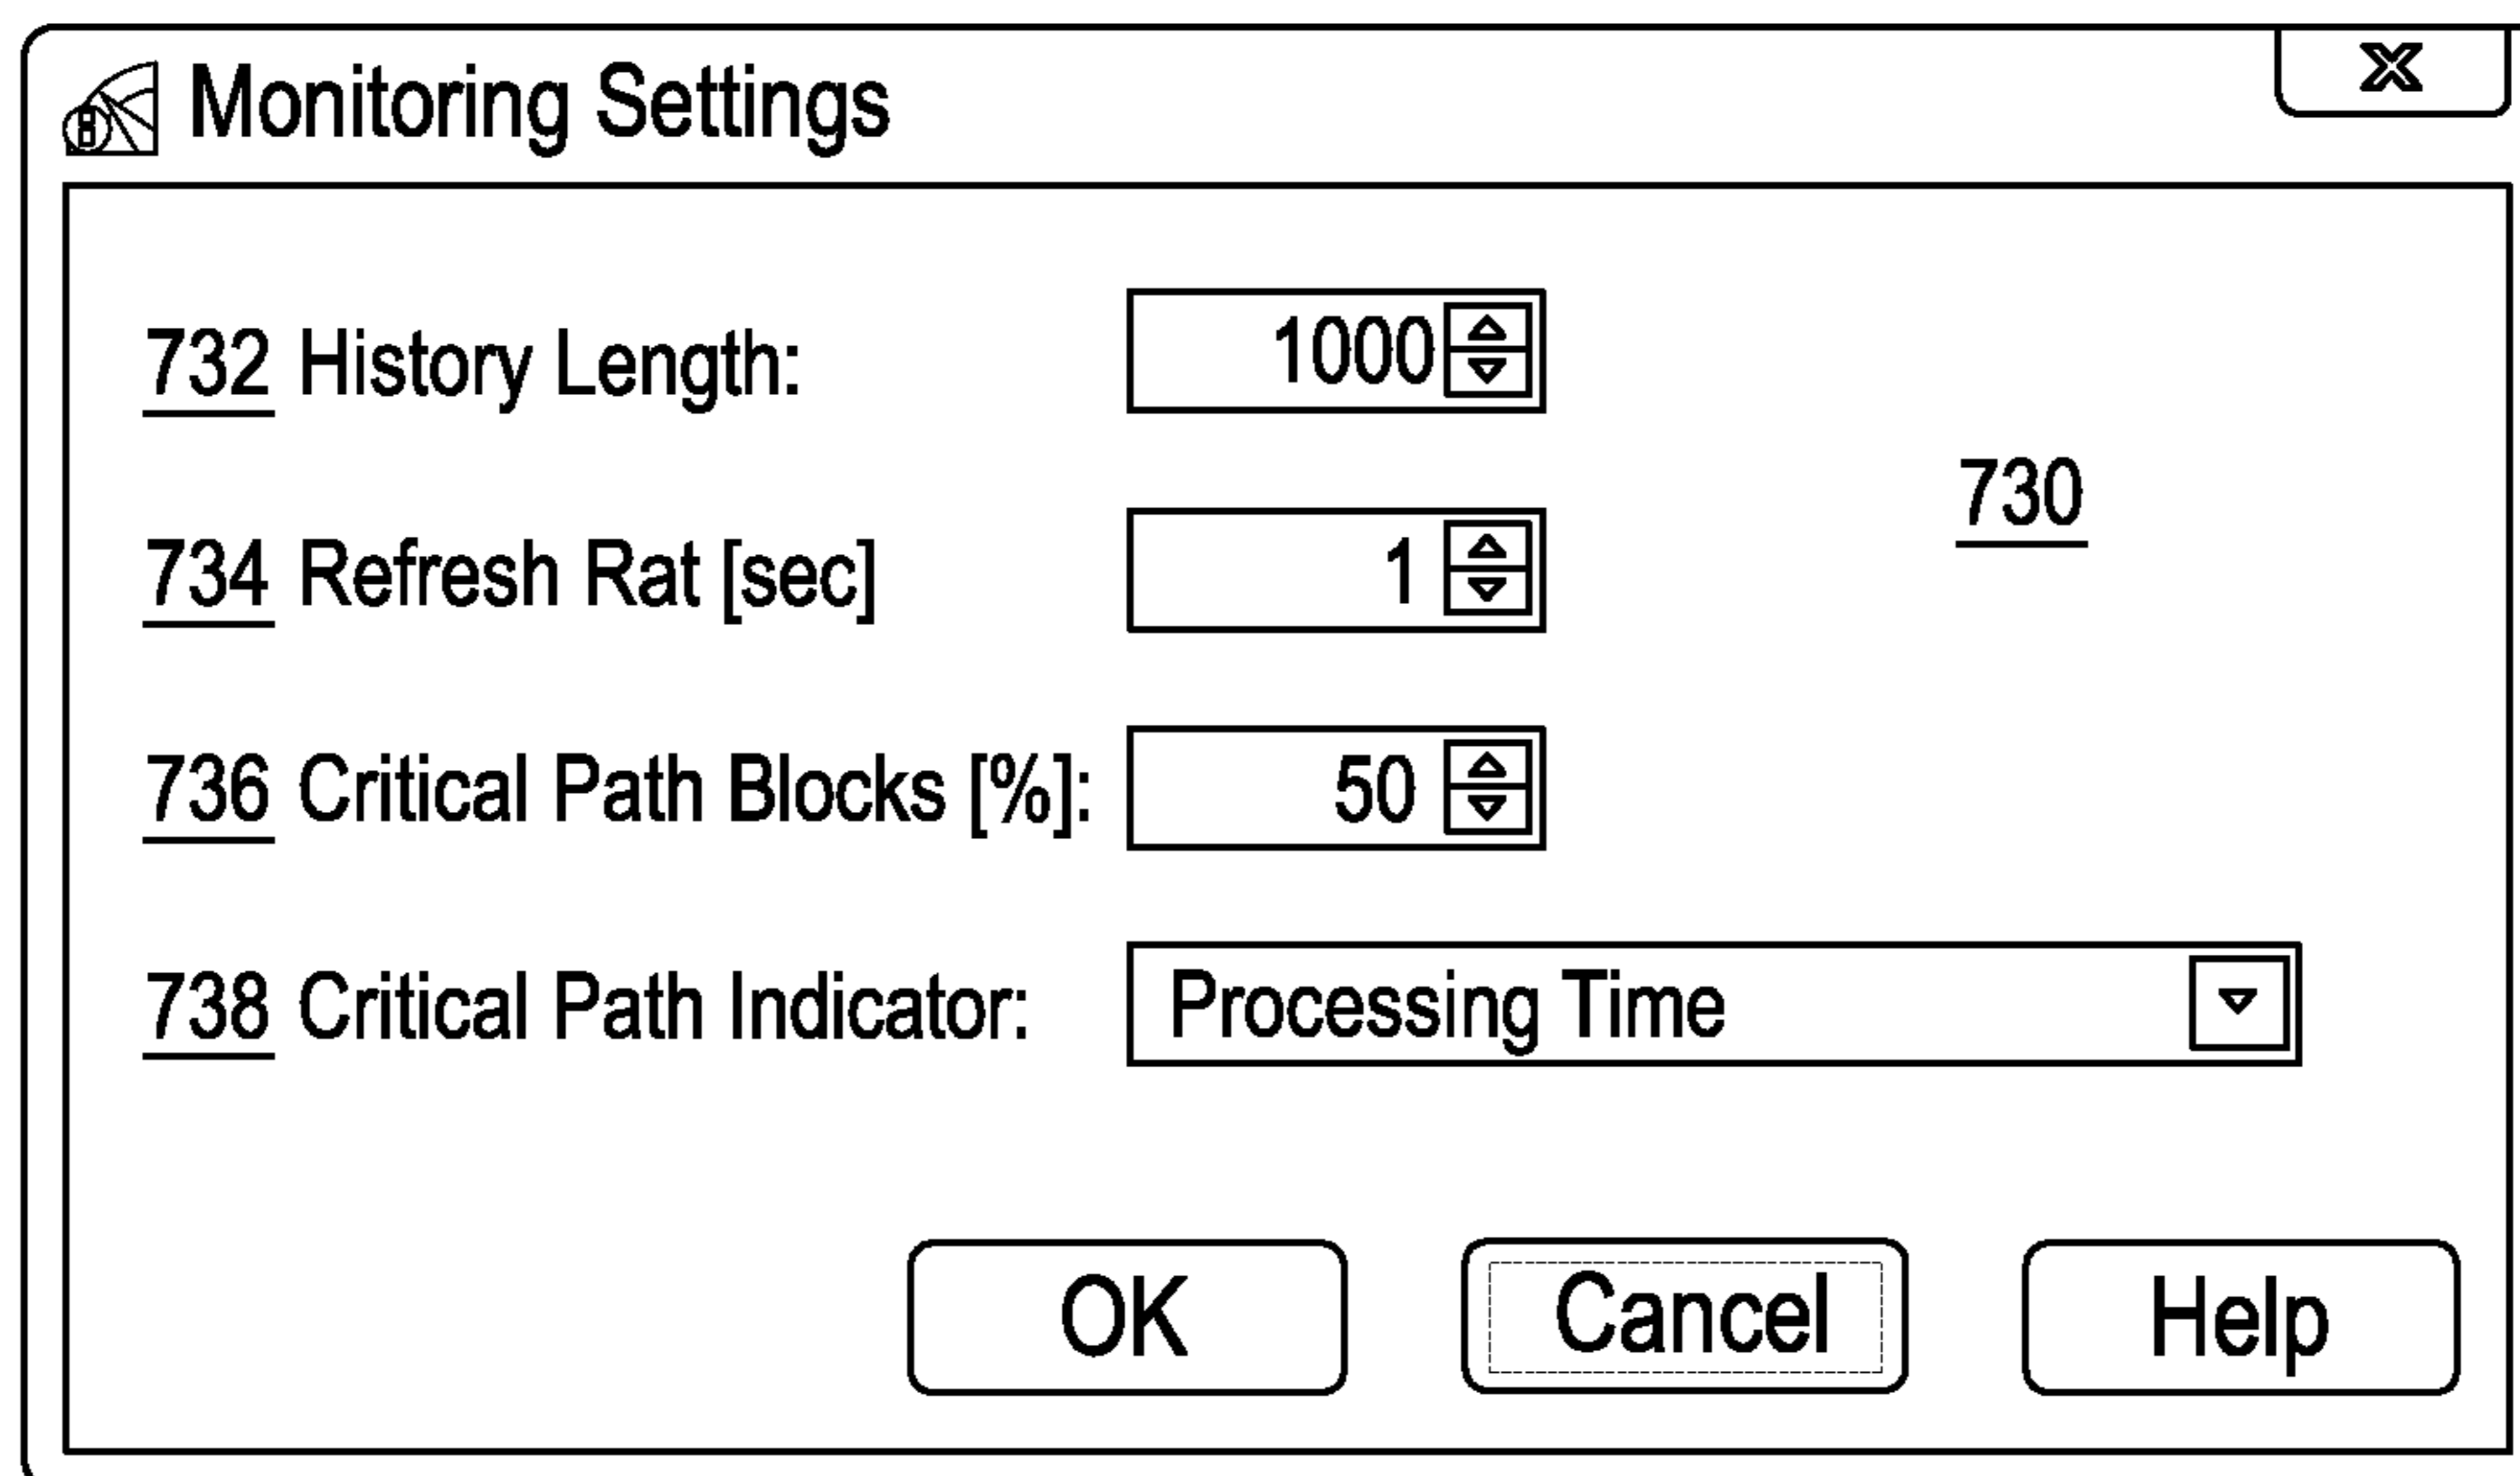 Monitoring Settings X
732 History Length: 1000
730
734 Refresh Rat [sec] 1
736 Critical Path Blocks [%]: 50
738 Critical Path Indicator: Processing Time
OK Cancel Help